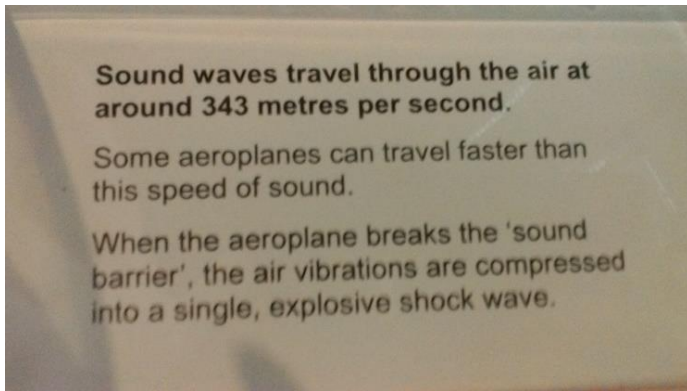 Sound waves travel through the air at
around 343 metres per second.
Some aeroplanes can travel faster than
this speed of sound.
When the aeroplane breaks the 'sound
barrier', the air vibrations are compressed
into a single, explosive shock wave.